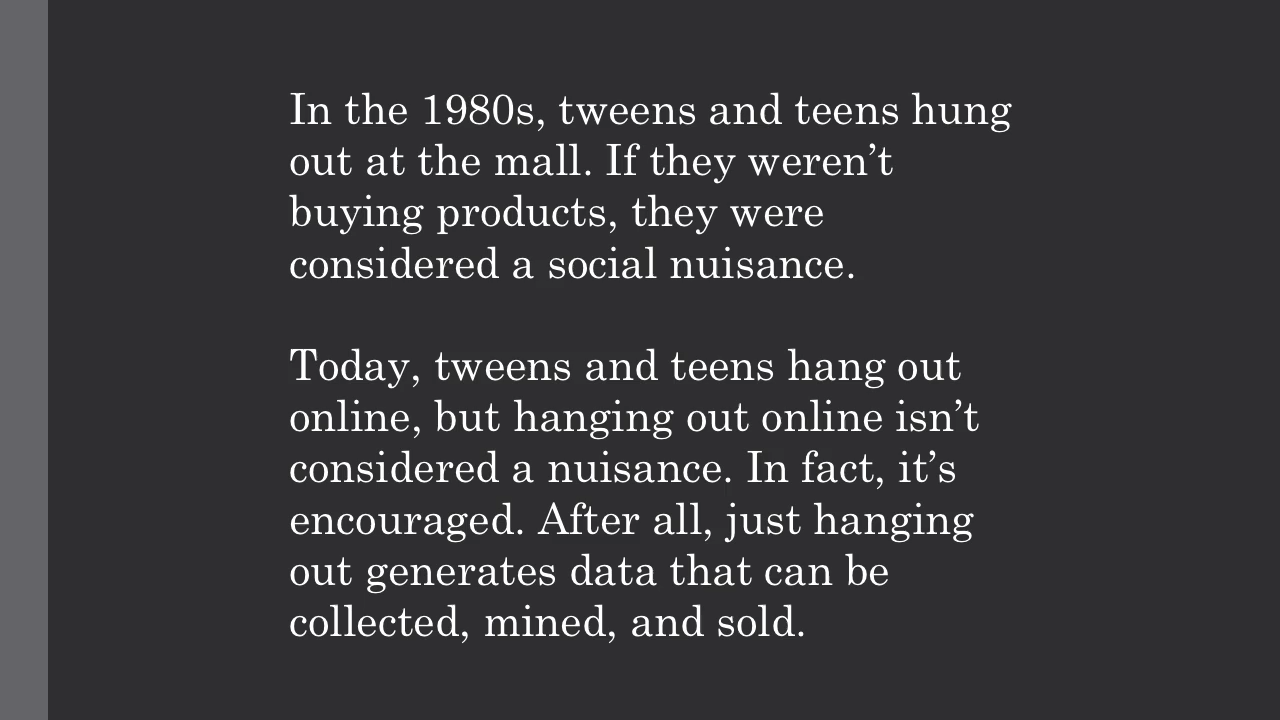 In the 1980s, tweens and teens hung
out at the mall. If they weren’t
buying products, they were
considered a social nuisance.
Today, tweens and teens hang out
online, but hanging out online isn’t
considered a nuisance. In fact, it’s
encouraged. After all, just hanging
out generates data that can be
collected, mined, and sold.